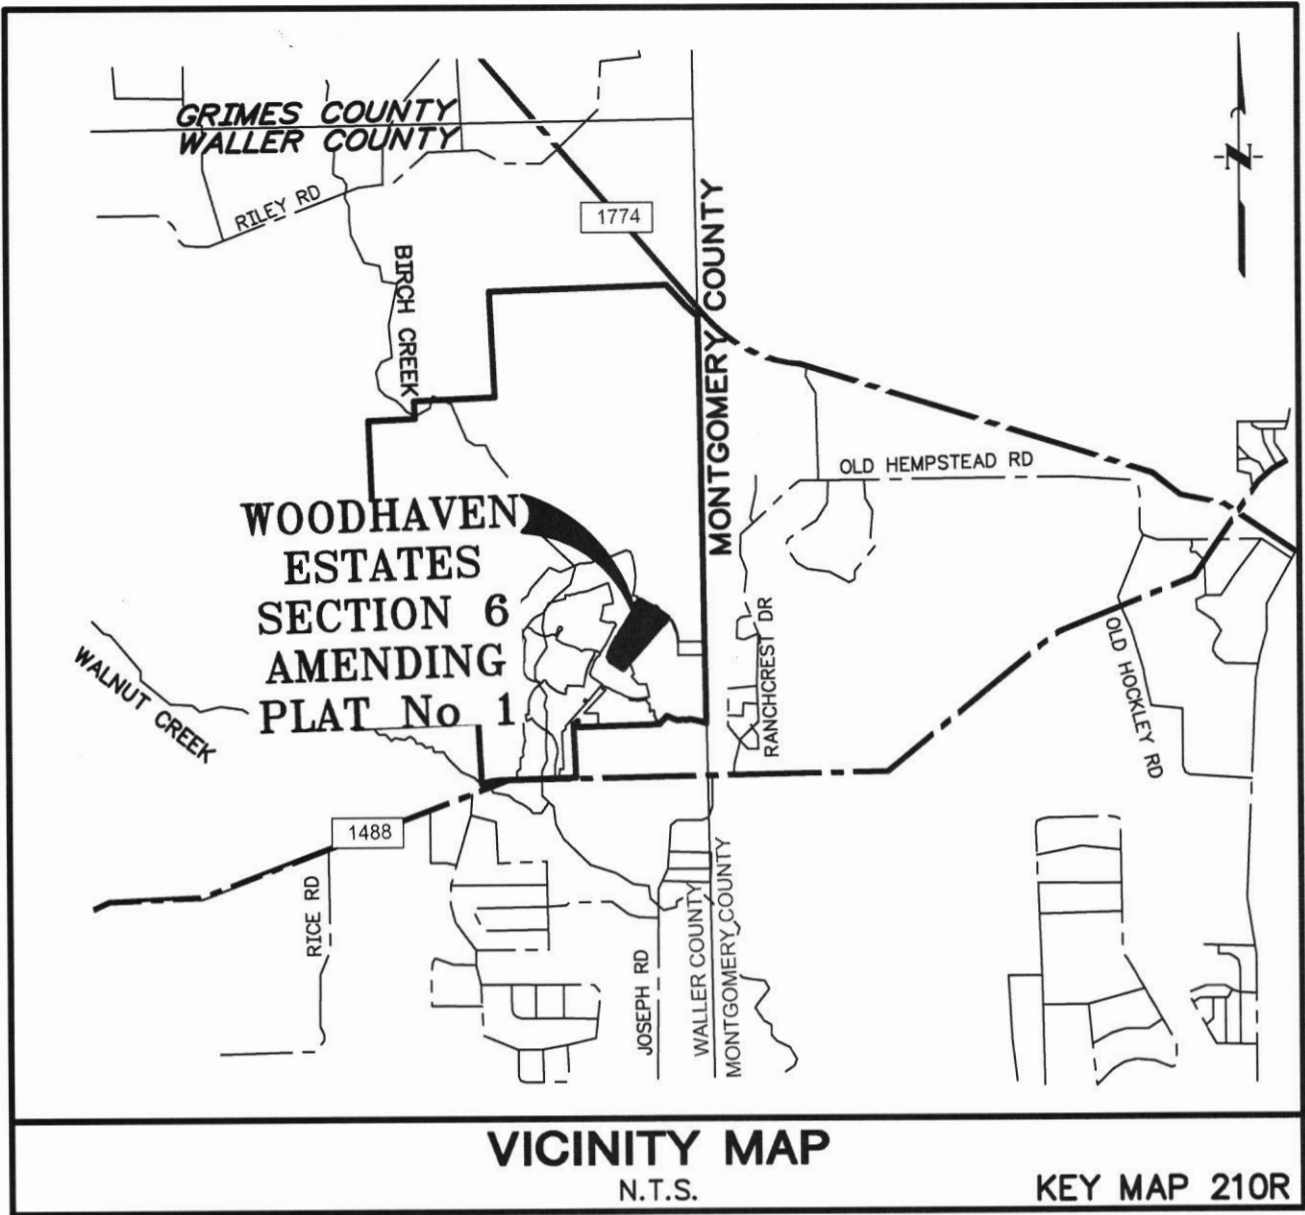 GRIMES COUNTY
WALLER COUNTY
RILEY RD
1774
N
BIRCH CREEK
MONTGOMERY COUNTY
OLD HEMPSTEAD RD
WOODHAVEN
ESTATES
SECTION 6
AMENDING
PLAT No 1
WALNUT CREEK
RANCHCREST DR
OLD HOCKLEY RD
1488
RICE RD
JOSEPH RD
WALLER COUNTY
MONTGOMERY COUNTY
VICINITY MAP
N.T.S.
KEY MAP 210R